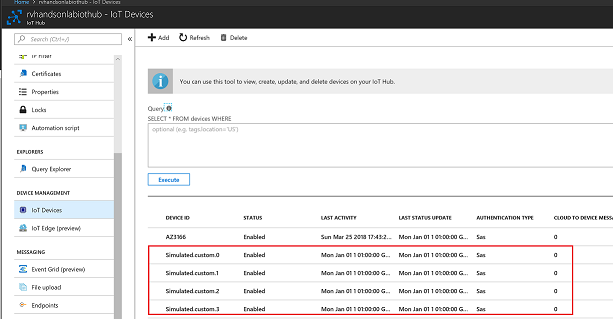 Home > rvhandsonlabiothub - IoT Devices
rvhandsonlabiothub - IoT Devices
IoT Hub
Search (Ctrl+/)
«
IP Filter
Certificates
Properties
Locks
Automation script
EXPLORERS
Query Explorer
DEVICE MANAGEMENT
IoT Devices
IoT Edge (preview)
MESSAGING
Event Grid (preview)
File upload
Endpoints
Add Refresh Delete
You can use this tool to view, create, update, and delete devices on your IoT Hub.
Query
SELECT * FROM devices WHERE
optional (e.g. tags.location='US')
Execute
DEVICE ID STATUS LAST ACTIVITY LAST STATUS UPDATE AUTHENTICATION TYPE CLOUD TO DEVICE MESSA
AZ3166 Enabled Sun Mar 25 2018 17:43:2... Mon Jan 01 1 01:00:00 G... Sas 0
Simulated.custom.0 Enabled Mon Jan 01 1 01:00:00 G... Mon Jan 01 1 01:00:00 G... Sas 0
Simulated.custom.1 Enabled Mon Jan 01 1 01:00:00 G... Mon Jan 01 1 01:00:00 G... Sas 0
Simulated.custom.2 Enabled Mon Jan 01 1 01:00:00 G... Mon Jan 01 1 01:00:00 G... Sas 0
Simulated.custom.3 Enabled Mon Jan 01 1 01:00:00 G... Mon Jan 01 1 01:00:00 G... Sas 0